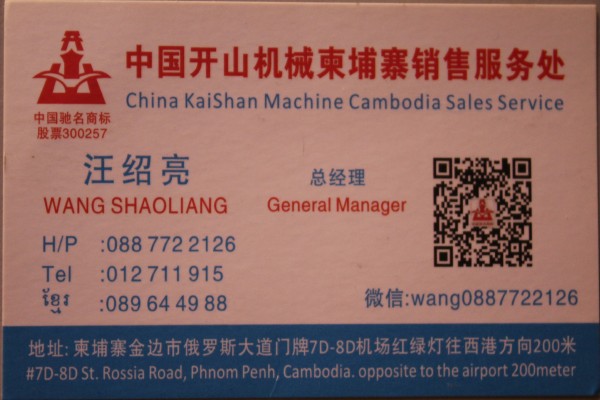 中国开山机械柬埔寨销售服务处
China KaiShan Machine Cambodia Sales Service
中国驰名商标
股票300257
汪绍亮
总经理
WANG SHAOLIANG
General Manager
H/P :088 772 2126
Tel :012 711 915
ខ្មែរ :089 64 49 88
微信:wang0887722126
地址: 柬埔寨金边市俄罗斯大道门牌7D-8D机场红绿灯往西港方向200米
#7D-8D St. Rossia Road, Phnom Penh, Cambodia. opposite to the airport 200meter